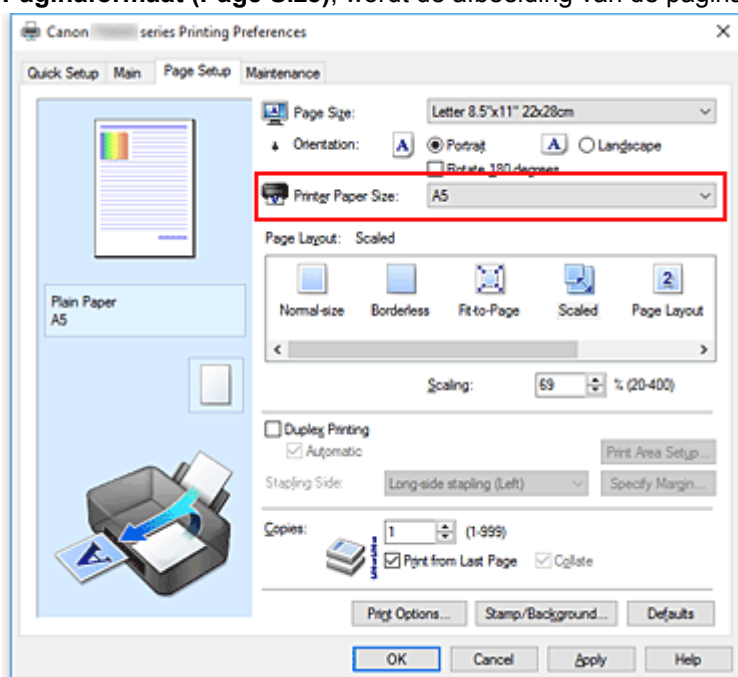 Paginaformaat (Page Size), wordt de afbeelding van de pagina
Canon series Printing Preferences
Quick Setup Main Page Setup Maintenance
Page Size: Letter 8.5"x11" 22x28cm
Orientation: A Portrait A Landscape
Rotate 180 degrees
Printer Paper Size: A5
Page Layout: Scaled
Normal-size Borderless Fit-to-Page Scaled Page Layout
Plain Paper
A5
Scaling: 69 % (20-400)
Duplex Printing
Automatic
Print Area Setup...
Stapling Side: Long-side stapling (Left) Specify Margin...
Copies: 1 (1-999)
Print from Last Page Collate
Print Options... Stamp/Background... Defaults
OK Cancel Apply Help